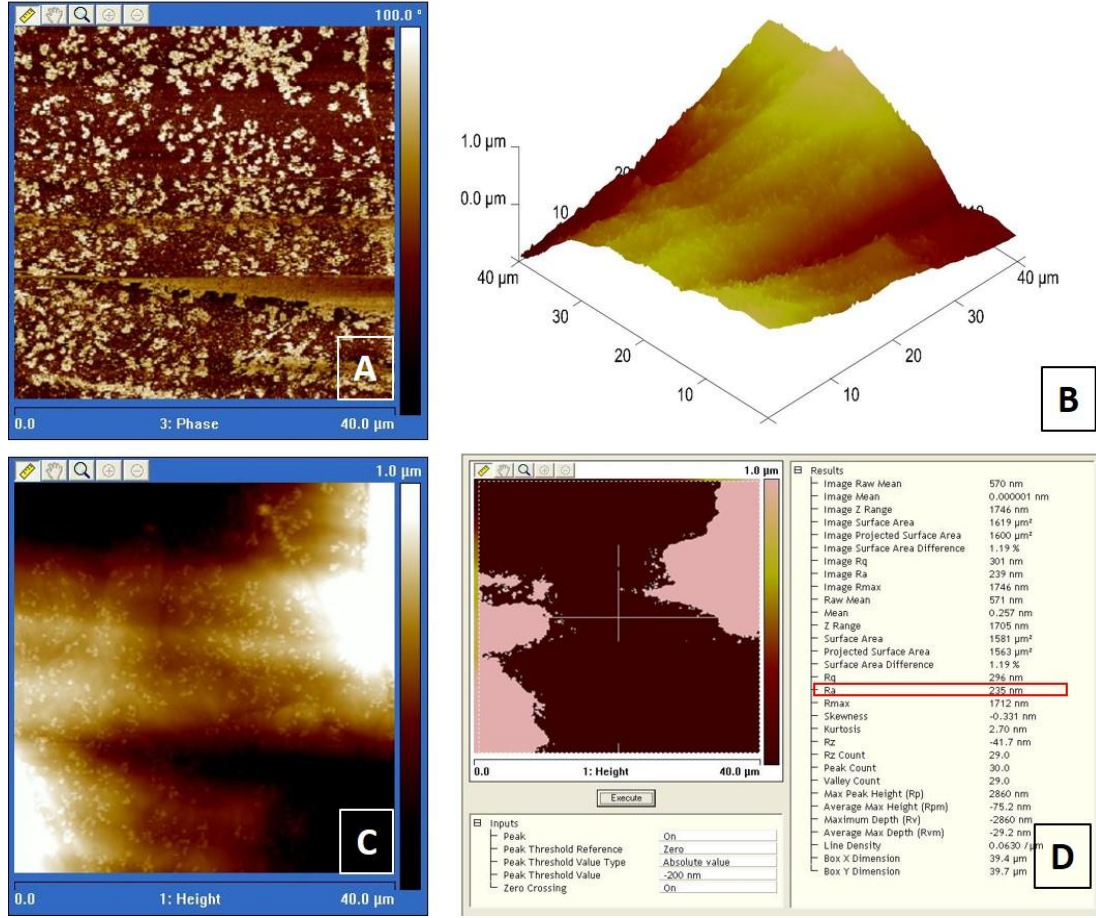 100.0 °
A
0.0 3: Phase 40.0 µm
1.0 µm
0.0 µm
10
20
10
40 µm
40 µm
30
30
20
20
10
10
B
1.0 µm
C
0.0 1: Height 40.0 µm
1.0 µm
0.0 1: Height 40.0 µm
Execute
Inputs
Peak On
Peak Threshold Reference Zero
Peak Threshold Value Type Absolute value
Peak Threshold Value -200 nm
Zero Crossing On
Results
Image Raw Mean 570 nm
Image Mean 0.000001 nm
Image Z Range 1746 nm
Image Surface Area 1619 µm²
Image Projected Surface Area 1600 µm²
Image Surface Area Difference 1.19 %
Image Rq 301 nm
Image Ra 239 nm
Image Rmax 1746 nm
Raw Mean 571 nm
Mean 0.257 nm
Z Range 1705 nm
Surface Area 1581 µm²
Projected Surface Area 1563 µm²
Surface Area Difference 1.19 %
Rq 296 nm
Ra 235 nm
Rmax 1712 nm
Skewness -0.331 nm
Kurtosis 2.70 nm
Rz -41.7 nm
Rz Count 29.0
Peak Count 30.0
Valley Count 29.0
Max Peak Height (Rp) 2860 nm
Average Max Height (Rpm) -75.2 nm
Maximum Depth (Rv) -2860 nm
Average Max Depth (Rvm) -29.2 nm
Line Density 0.0630 /µm
Box X Dimension 39.4 µm
Box Y Dimension 39.7 µm
D